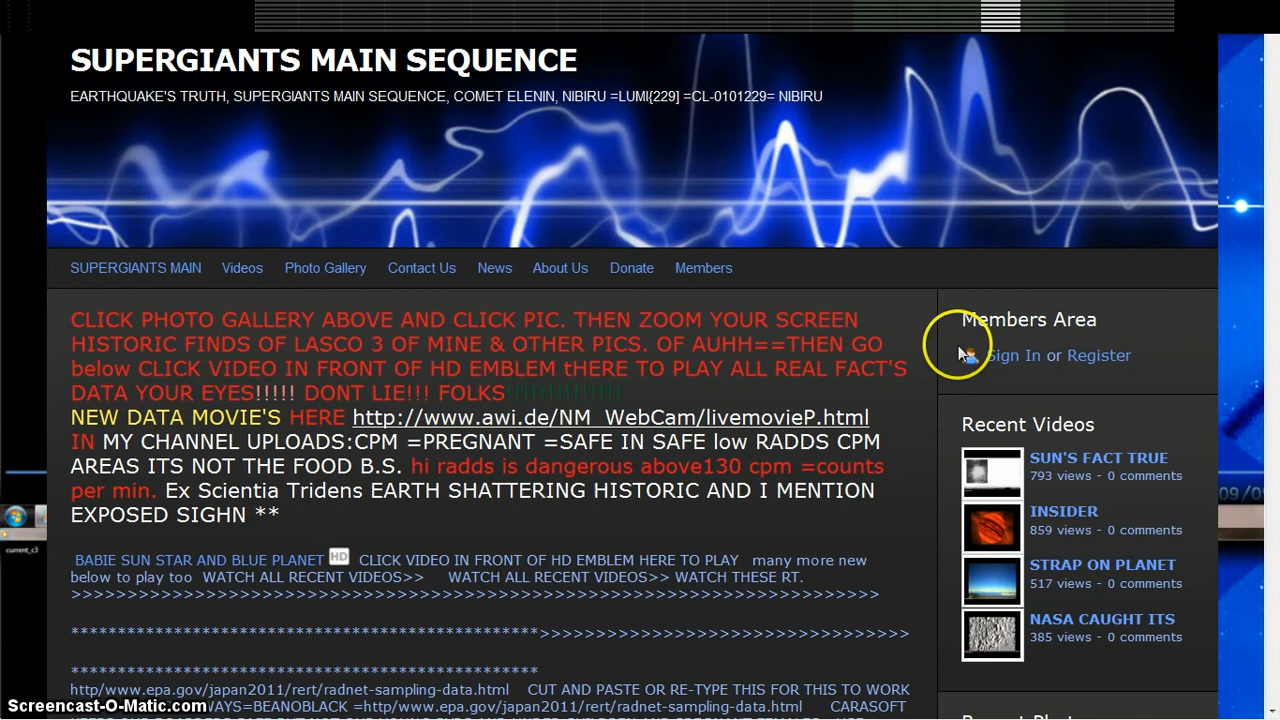 SUPERGIANTS MAIN SEQUENCE
EARTHQUAKE'S TRUTH, SUPERGIANTS MAIN SEQUENCE, COMET ELENIN, NIBIRU =LUMI{229] =CL-0101229= NIBIRU
SUPERGIANTS MAIN Videos Photo Gallery Contact Us News About Us Donate Members
CLICK PHOTO GALLERY ABOVE AND CLICK PIC. THEN ZOOM YOUR SCREEN
HISTORIC FINDS OF LASCO 3 OF MINE & OTHER PICS. OF AUHH==THEN GO
below CLICK VIDEO IN FRONT OF HD EMBLEM tHERE TO PLAY ALL REAL FACT'S
DATA YOUR EYES!!!!! DONT LIE!!! FOLKS!!!!!!!!!!!!!!
NEW DATA MOVIE'S HERE http://www.awi.de/NM_WebCam/livemovieP.html
IN MY CHANNEL UPLOADS:CPM =PREGNANT =SAFE IN SAFE low RADDS CPM
AREAS ITS NOT THE FOOD B.S. hi radds is dangerous above130 cpm =counts
per min. Ex Scientia Tridens EARTH SHATTERING HISTORIC AND I MENTION
EXPOSED SIGHN **
BABIE SUN STAR AND BLUE PLANET HD CLICK VIDEO IN FRONT OF HD EMBLEM HERE TO PLAY many more new
below to play too WATCH ALL RECENT VIDEOS>> WATCH ALL RECENT VIDEOS>> WATCH THESE RT.
>>>>>>>>>>>>>>>>>>>>>>>>>>>>>>>>>>>>>>>>>>>>>>>>>>>>>>>>>>>>>>>>>>>>>>>>
**************************************************>>>>>>>>>>>>>>>>>>>>>>>>>>>>>>>>>
**************************************************
http/www.epa.gov/japan2011/rert/radnet-sampling-data.html CUT AND PASTE OR RE-TYPE THIS FOR THIS TO WORK
WAYS=BEANOBLACK =http/www.epa.gov/japan2011/rert/radnet-sampling-data.html CARASOFT
Members Area
Sign In or Register
Recent Videos
SUN'S FACT TRUE
793 views - 0 comments
INSIDER
859 views - 0 comments
STRAP ON PLANET
517 views - 0 comments
NASA CAUGHT ITS
385 views - 0 comments
current_c3
Screencast-O-Matic.com